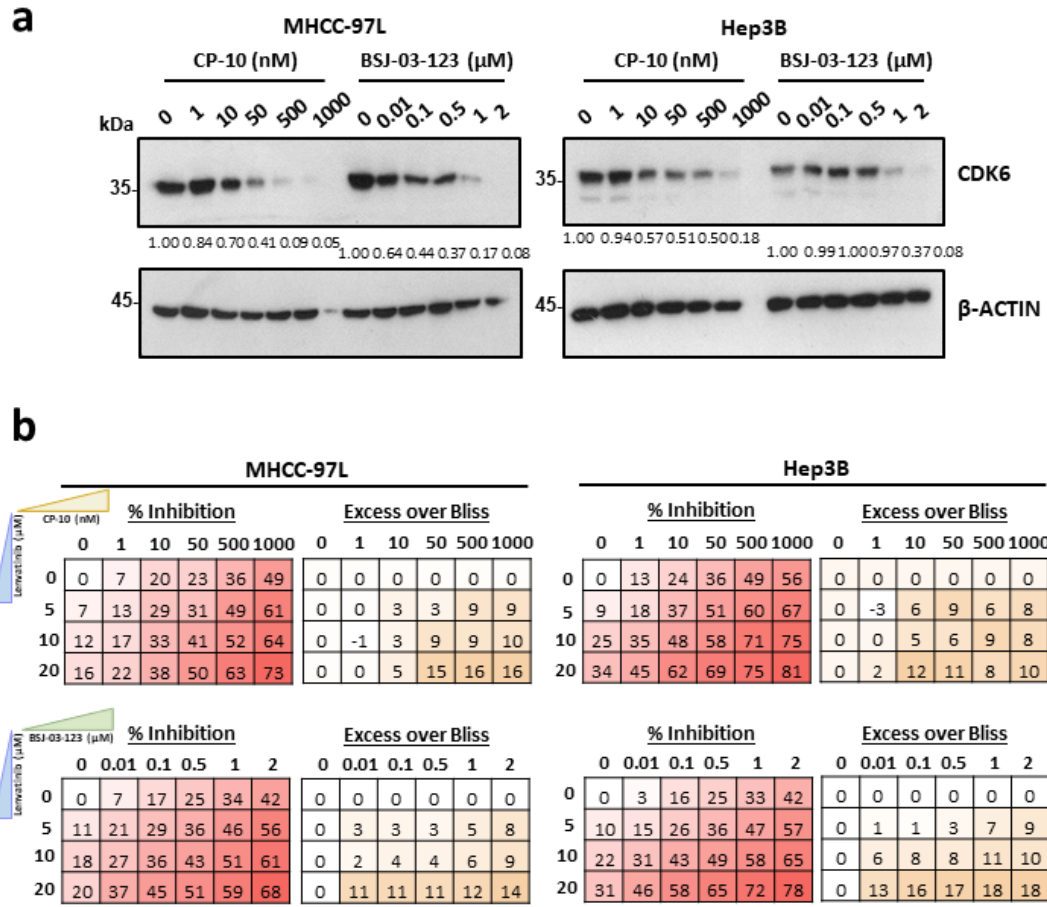 a
MHCC-97L
CP-10 (nM) BSJ-03-123 (μM)
kDa 0 1 10 50 500 1000 0 0.01 0.1 0.5 1 2
35
1.00 0.84 0.70 0.41 0.09 0.05 1.00 0.64 0.44 0.37 0.17 0.08
45
Hep3B
CP-10 (nM) BSJ-03-123 (μM)
0 1 10 50 500 1000 0 0.01 0.1 0.5 1 2
35 CDK6
1.00 0.94 0.57 0.51 0.50 0.18 1.00 0.99 1.00 0.97 0.37 0.08
45 β-ACTIN
b
MHCC-97L
CP-10 (nM)
Lenvatinib (μM)
% Inhibition Excess over Bliss
0 1 10 50 500 1000 0 1 10 50 500 1000
0 0 7 20 23 36 49 0 0 0 0 0 0
5 7 13 29 31 49 61 0 0 3 3 9 9
10 12 17 33 41 52 64 0 -1 3 9 9 10
20 16 22 38 50 63 73 0 0 5 15 16 16
Hep3B
% Inhibition Excess over Bliss
0 1 10 50 500 1000 0 1 10 50 500 1000
0 0 13 24 36 49 56 0 0 0 0 0 0
5 9 18 37 51 60 67 0 -3 6 9 6 8
10 25 35 48 58 71 75 0 0 5 6 9 8
20 34 45 62 69 75 81 0 2 12 11 8 10
BSJ-03-123 (μM)
Lenvatinib (μM)
% Inhibition Excess over Bliss
0 0.01 0.1 0.5 1 2 0 0.01 0.1 0.5 1 2
0 0 7 17 25 34 42 0 0 0 0 0 0
5 11 21 29 36 46 56 0 3 3 3 5 8
10 18 27 36 43 51 61 0 2 4 4 6 9
20 20 37 45 51 59 68 0 11 11 11 12 14
% Inhibition Excess over Bliss
0 0.01 0.1 0.5 1 2 0 0.01 0.1 0.5 1 2
0 0 3 16 25 33 42 0 0 0 0 0 0
5 10 15 26 36 47 57 0 1 1 3 7 9
10 22 31 43 49 58 65 0 6 8 8 11 10
20 31 46 58 65 72 78 0 13 16 17 18 18